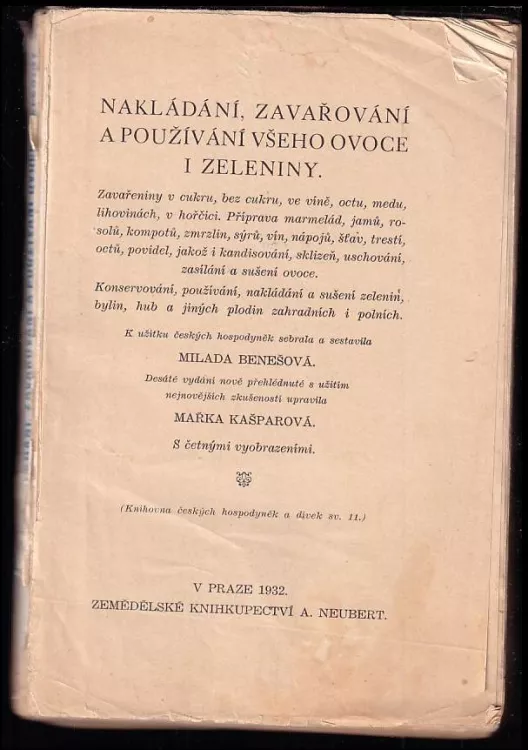 NAKLÁDÁNÍ, ZAVAŘOVÁNÍ
A POUŽÍVÁNÍ VŠEHO OVOCE
I ZELENINY.
Zavařeniny v cukru, bez cukru, ve víně, octu, medu,
lihovinách, v hořčici. Příprava marmelád, jamů, ro-
solů, kompotů, zmrzlin, sýrů, vín, nápojů, šťáv, trestí,
octů, povidel, jakož i kandisování, sklizeň, uschování,
zasílání a sušení ovoce.
Konservování, používání, nakládání a sušení zelenin,
bylin, hub a jiných plodin zahradních i polních.
K užitku českých hospodyněk sebrala a sestavila
MILADA BENEŠOVÁ.
Desáté vydání nově přehlédnuté s užitím
nejnovějších zkušeností upravila
MAŘKA KAŠPAROVÁ.
S četnými vyobrazeními.
(Knihovna českých hospodyněk a dívek sv. 11.)
V PRAZE 1932.
ZEMĚDĚLSKÉ KNIHKUPECTVÍ A. NEUBERT.